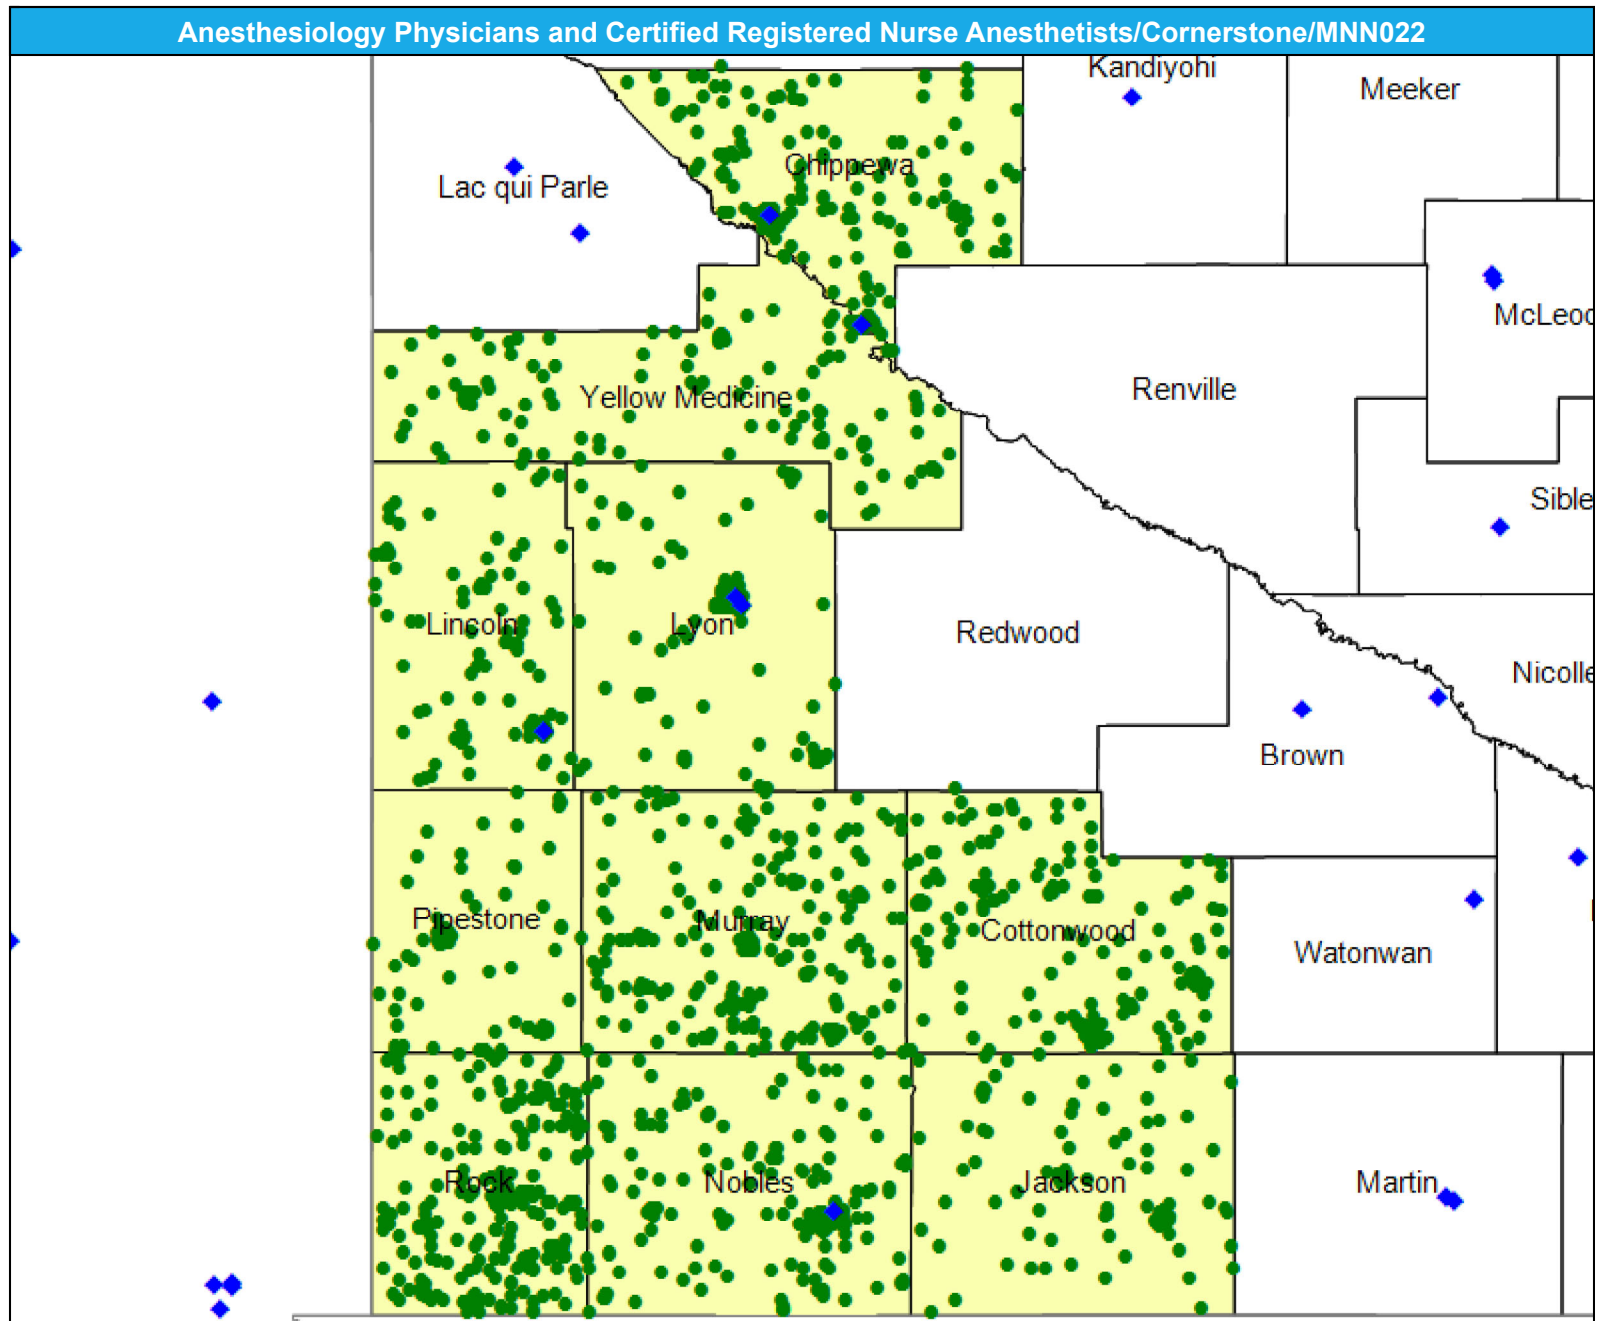 Anesthesiology Physicians and Certified Registered Nurse Anesthetists/Cornerstone/MNN022
Kandiyohi
Meeker
Chippewa
Lac qui Parle
McLeod
Renville
Yellow Medicine
Sible
Lincoln
Lyon
Redwood
Nicolle
Brown
Pipestone
Murray
Cottonwood
Watonwan
Rock
Nobles
Jackson
Martin